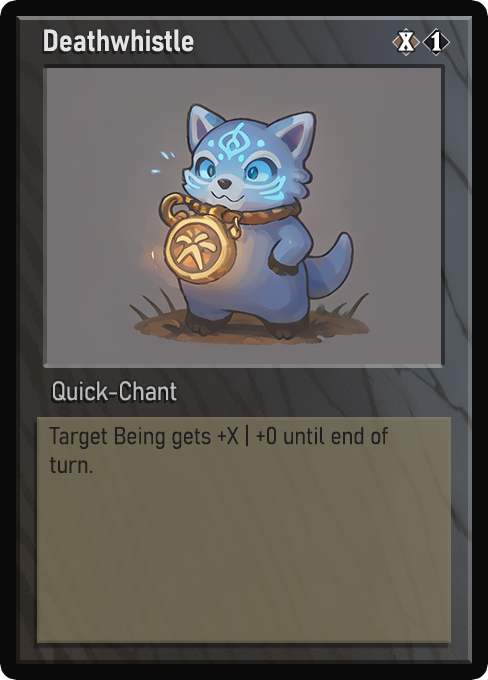 Deathwhistle X 1
Quick-Chant
Target Being gets +X | +0 until end of
turn.